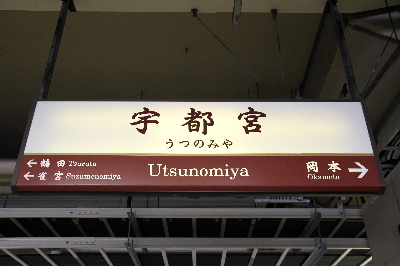 宇都宮
うつのみや
← 鶴田 Tsuruta
← 雀宮 Suzumenomiya
Utsunomiya
岡本 →
Okamoto